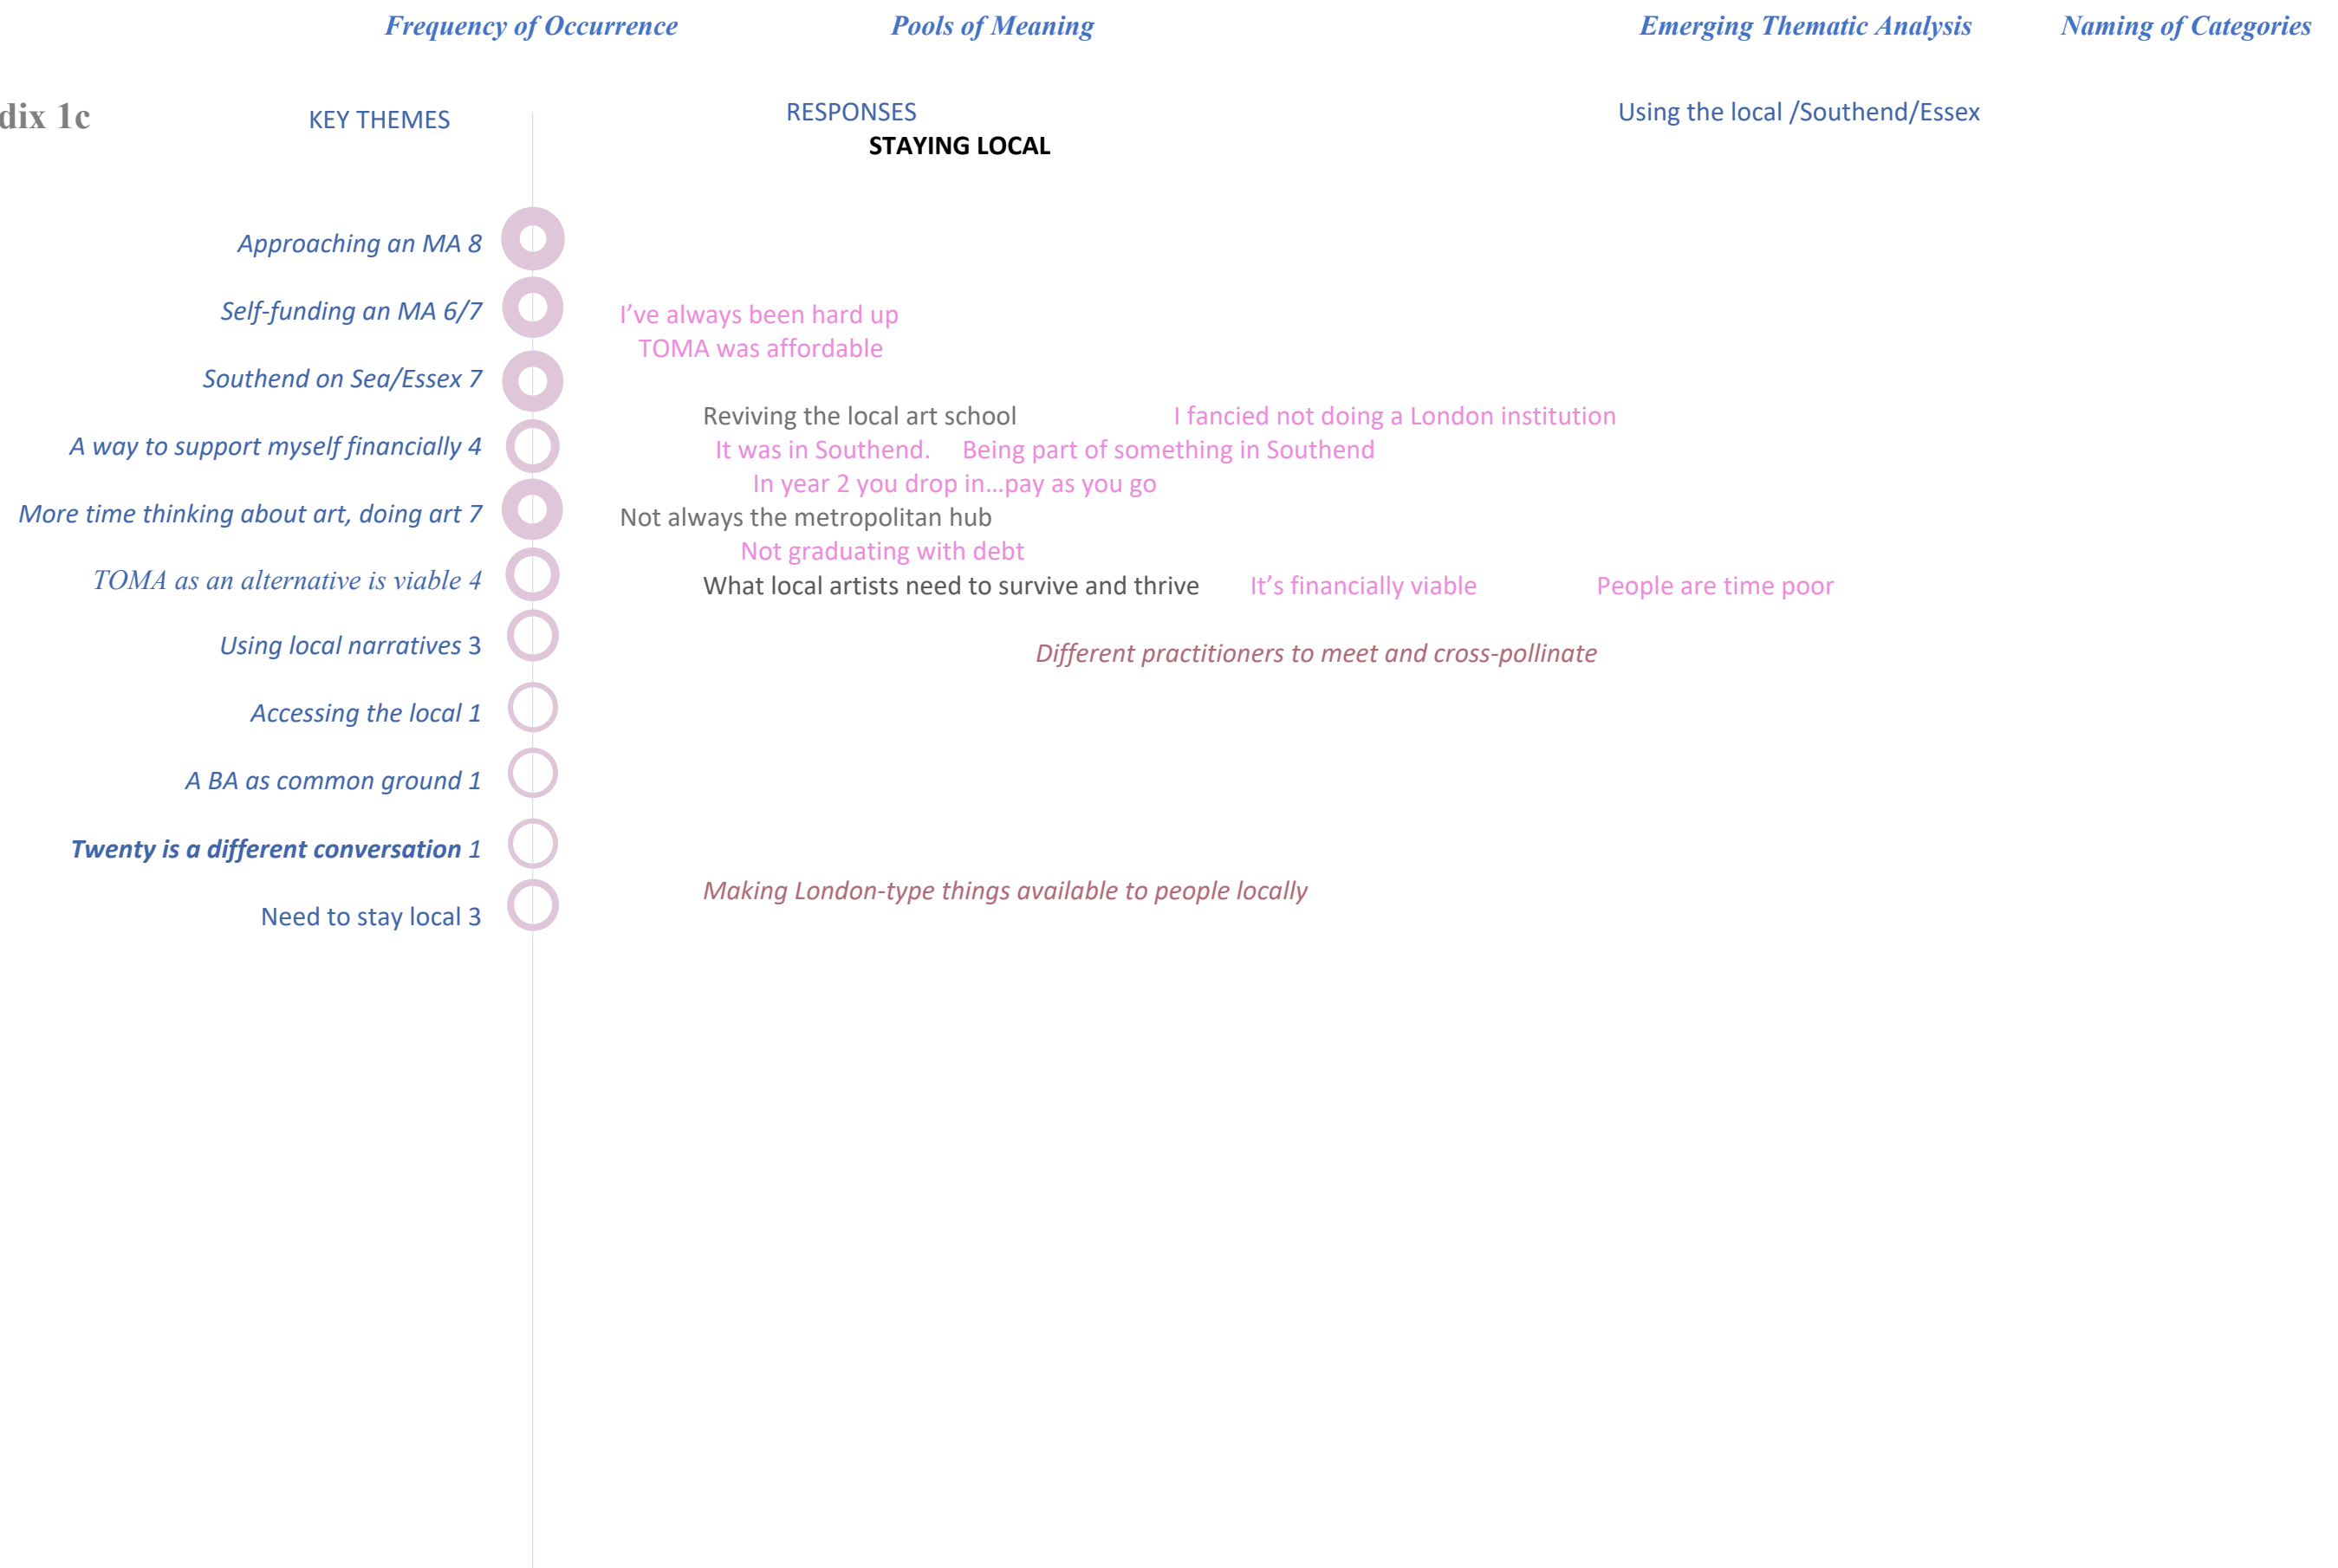 Frequency of Occurrence Pools of Meaning Emerging Thematic Analysis Naming of Categories
dix 1c KEY THEMES RESPONSES Using the local /Southend/Essex
STAYING LOCAL
Approaching an MA 8
Self-funding an MA 6/7 I’ve always been hard up
TOMA was affordable
Southend on Sea/Essex 7
Reviving the local art school I fancied not doing a London institution
A way to support myself financially 4 It was in Southend. Being part of something in Southend
In year 2 you drop in…pay as you go
More time thinking about art, doing art 7 Not always the metropolitan hub
Not graduating with debt
TOMA as an alternative is viable 4 What local artists need to survive and thrive It’s financially viable People are time poor
Using local narratives 3 Different practitioners to meet and cross-pollinate
Accessing the local 1
A BA as common ground 1
Twenty is a different conversation 1
Making London-type things available to people locally
Need to stay local 3